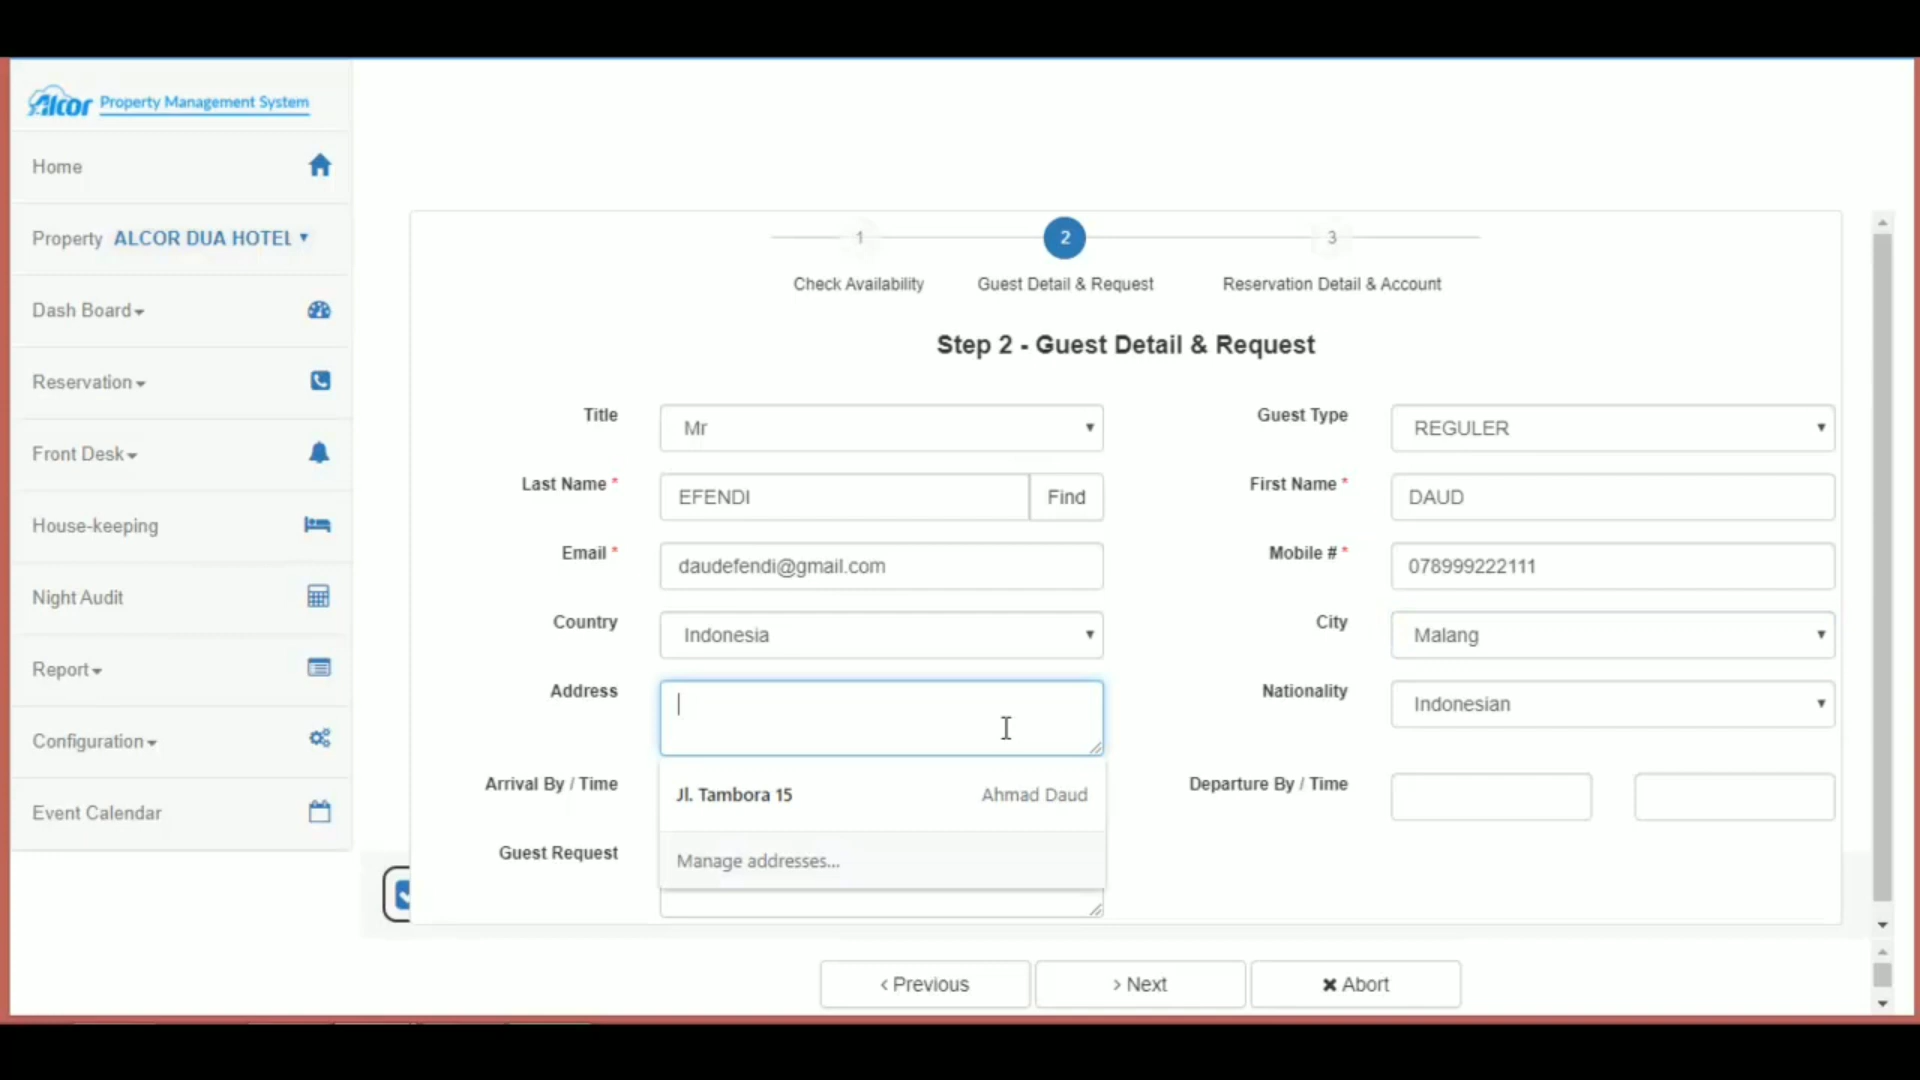 Alcor Property Management System
Home
Property ALCOR DUA HOTEL
Dash Board
Reservation
Front Desk
House-keeping
Night Audit
Report
Configuration
Event Calendar
1 2 3
Check Availability Guest Detail & Request Reservation Detail & Account
Step 2 - Guest Detail & Request
Title Mr Guest Type REGULER
Last Name * EFENDI Find First Name * DAUD
Email * daudefendi@gmail.com Mobile # * 078999222111
Country Indonesia City Malang
Address Nationality Indonesian
Arrival By / Time Jl. Tambora 15 Ahmad Daud Departure By / Time
Guest Request Manage addresses...
< Previous > Next ✖ Abort